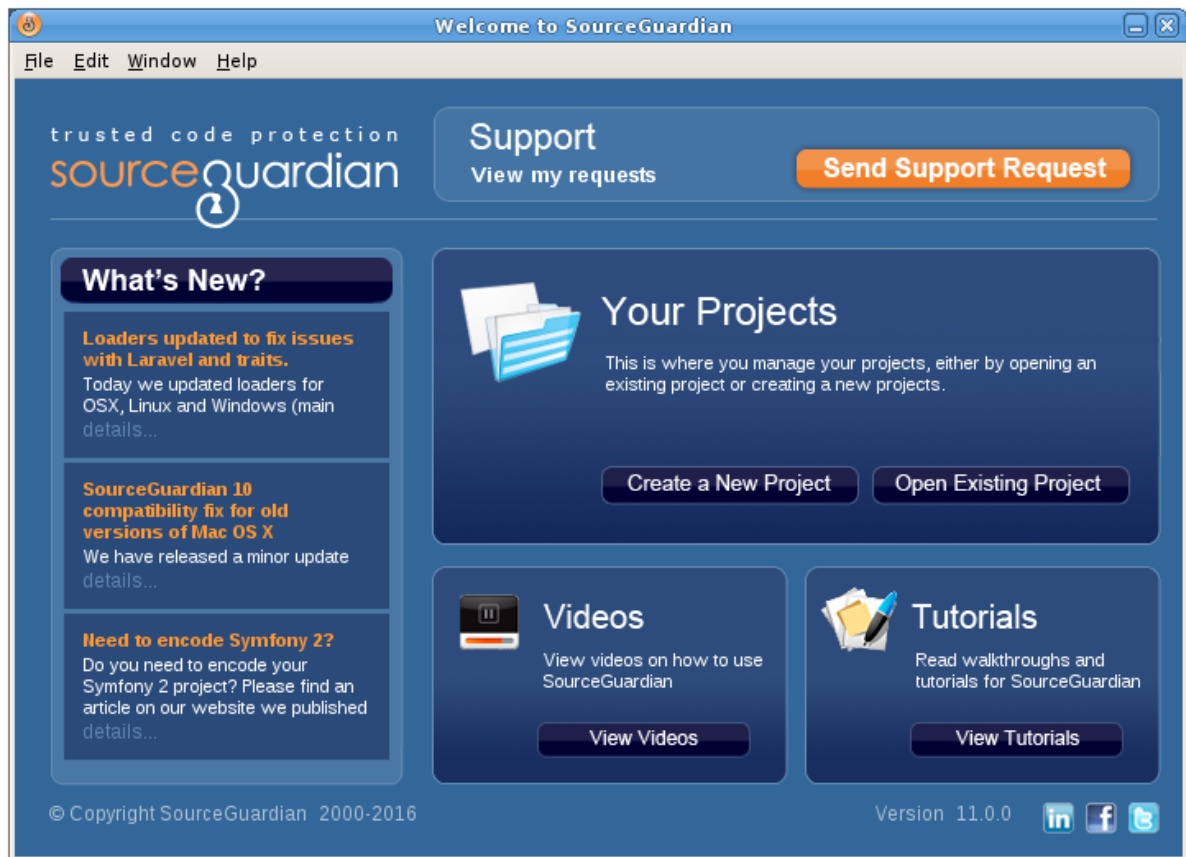 Welcome to SourceGuardian
File Edit Window Help
trusted code protection
sourceguardian
Support
View my requests
Send Support Request
What's New?
Loaders updated to fix issues
with Laravel and traits.
Today we updated loaders for
OSX, Linux and Windows (main
details...
SourceGuardian 10
compatibility fix for old
versions of Mac OS X
We have released a minor update
details...
Need to encode Symfony 2?
Do you need to encode your
Symfony 2 project? Please find an
article on our website we published
details...
Your Projects
This is where you manage your projects, either by opening an
existing project or creating a new projects.
Create a New Project
Open Existing Project
Videos
View videos on how to use
SourceGuardian
View Videos
Tutorials
Read walkthroughs and
tutorials for SourceGuardian
View Tutorials
© Copyright SourceGuardian 2000-2016
Version 11.0.0
in f t